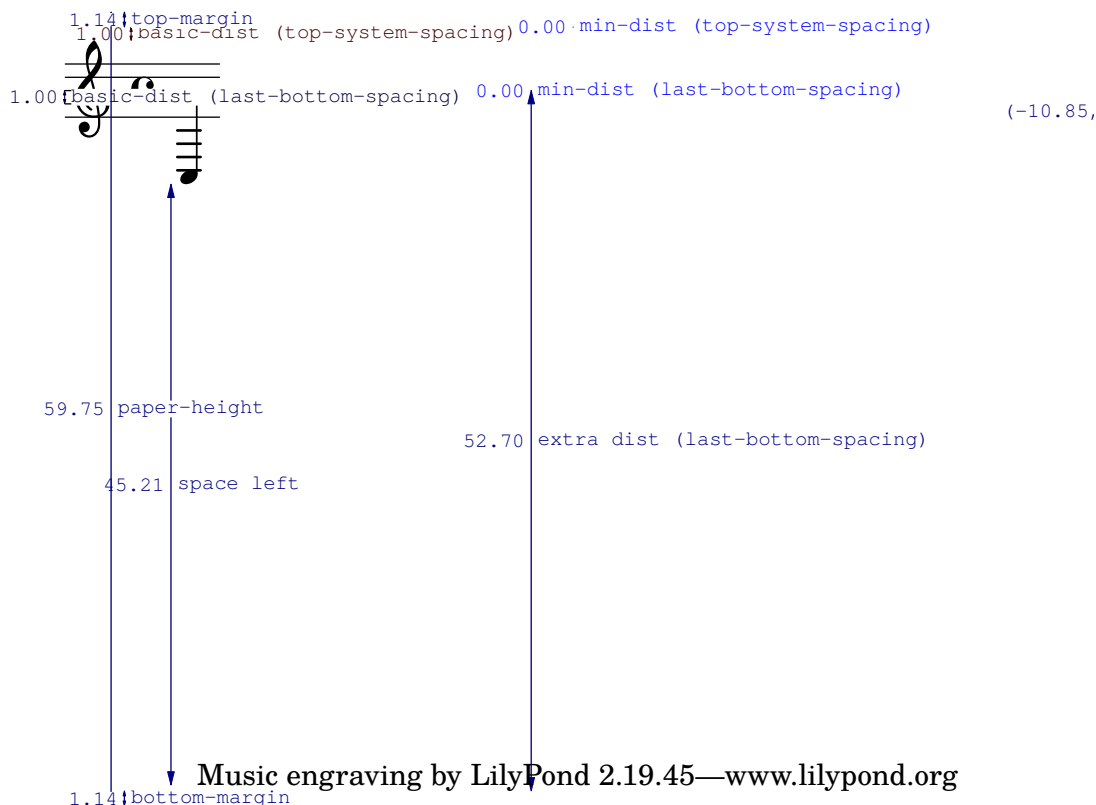 1.14 top-margin
1.00 basic-dist (top-system-spacing) 0.00 min-dist (top-system-spacing)
1.00 basic-dist (last-bottom-spacing) 0.00 min-dist (last-bottom-spacing)
(-10.85,
59.75 paper-height
52.70 extra dist (last-bottom-spacing)
45.21 space left
Music engraving by LilyPond 2.19.45—www.lilypond.org
1.14 bottom-margin